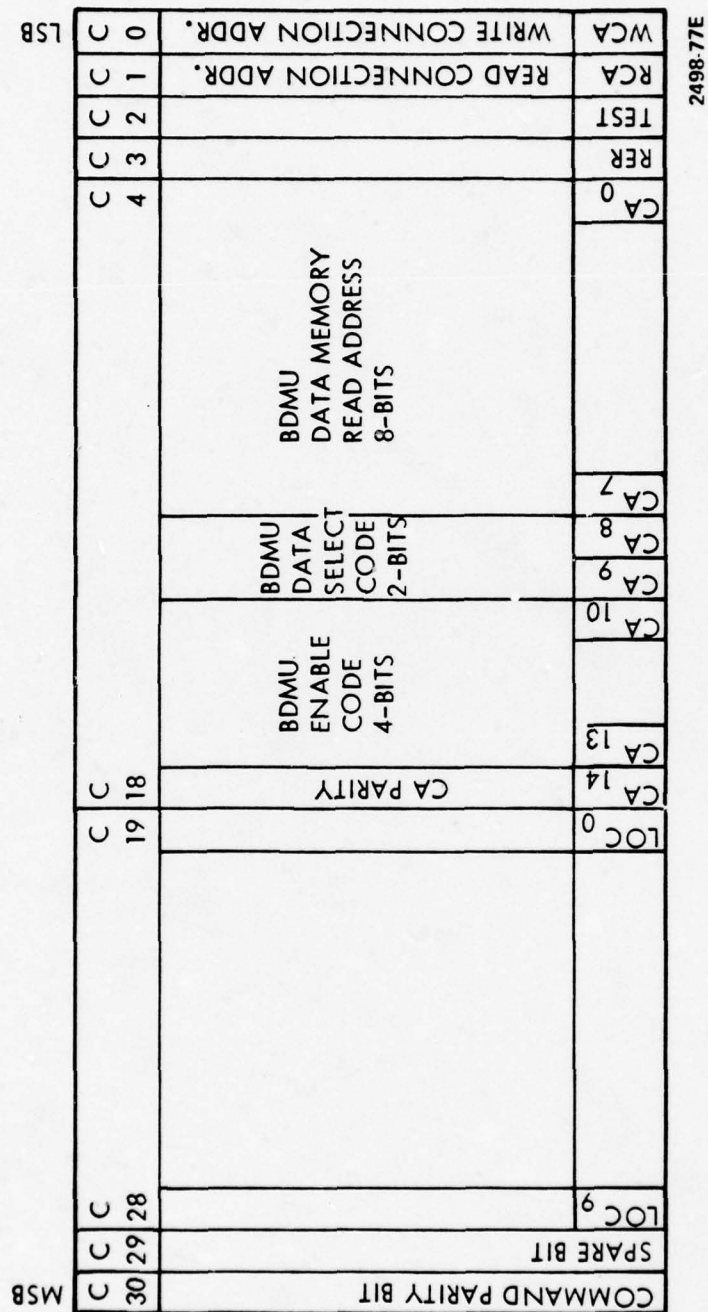 MSB
LSB
C 30
C 29
C 28
C 19
C 18
C 4
C 3
C 2
C 1
C 0
COMMAND PARITY BIT
SPARE BIT
CA PARITY
BDMU
ENABLE
CODE
4-BITS
BDMU
DATA
SELECT
CODE
2-BITS
BDMU
DATA MEMORY
READ ADDRESS
8-BITS
READ CONNECTION ADDR.
WRITE CONNECTION ADDR.
LOC 9
LOC 0
CA 14
CA 13
CA 10
CA 9
CA 8
CA 7
CA 0
RER
TEST
RCA
WCA
2498-77E